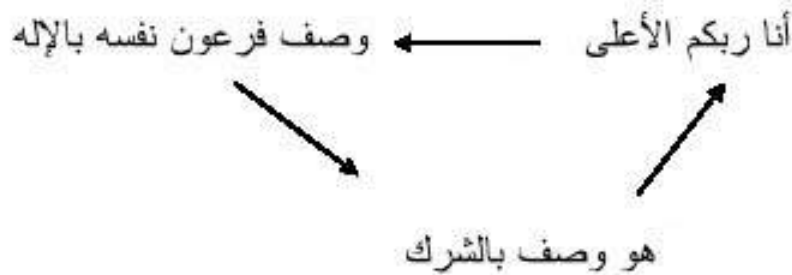 أنا ربكم الأعلى
وصف فرعون نفسه بالإله
هو وصف بالشرك